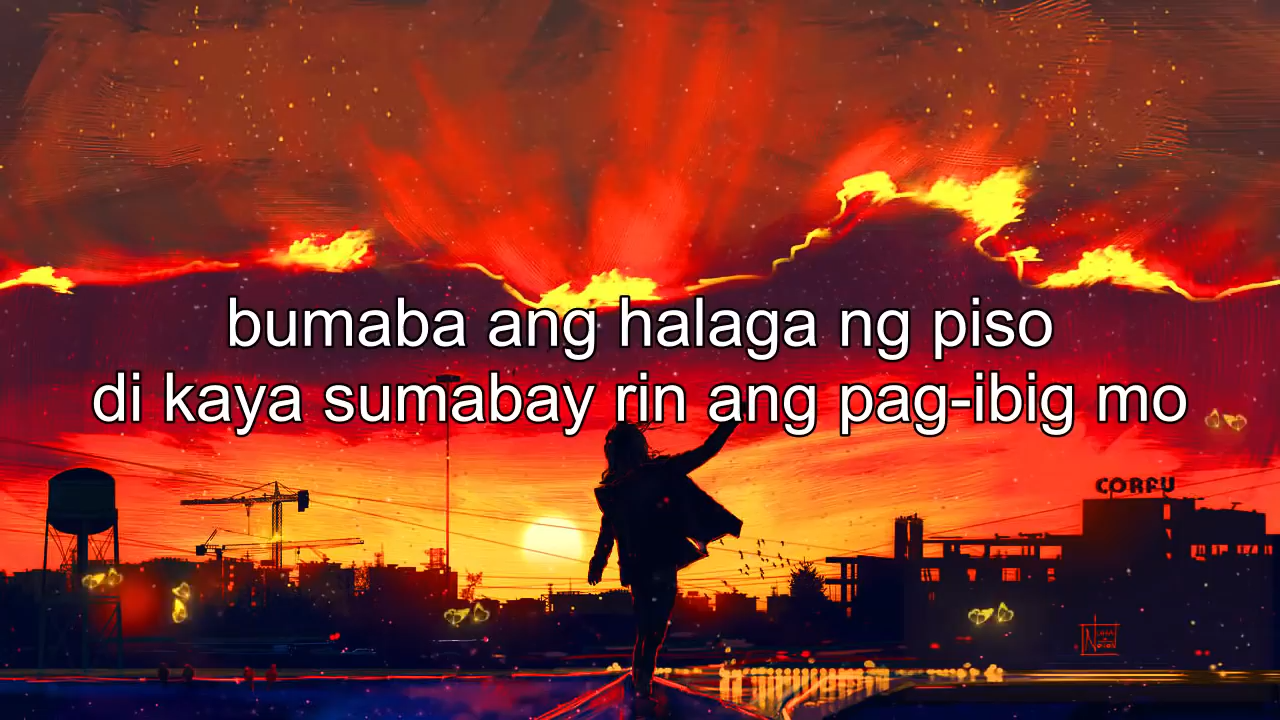 bumaba ang halaga ng piso
di kaya sumabay rin ang pag-ibig mo
CORFU